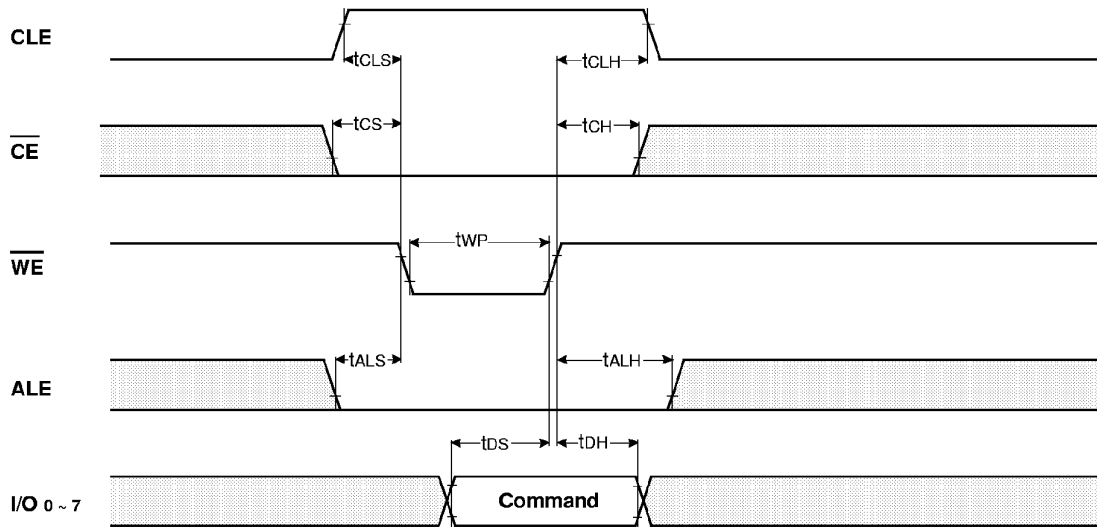 CLE
tCLS
tCLH
CE
tCS
tCH
WE
tWP
ALE
tALS
tALH
tDS
tDH
I/O 0 ~ 7
Command